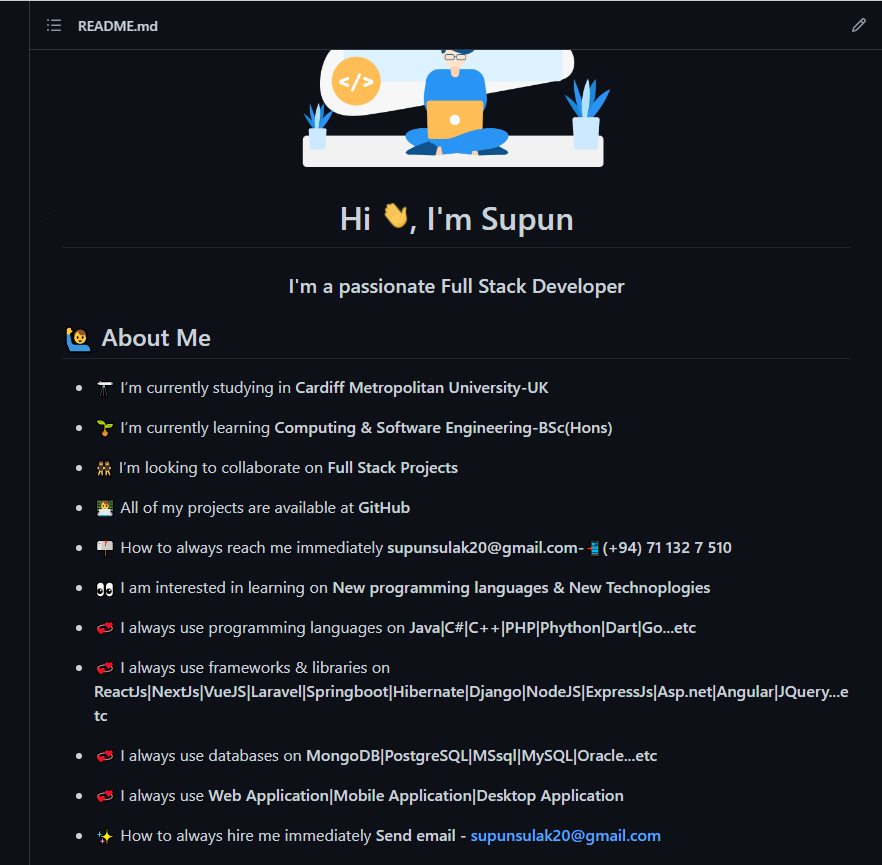 README.md
</>
Hi 👋, I'm Supun
I'm a passionate Full Stack Developer
🙋‍♂️ About Me
🔭 I’m currently studying in Cardiff Metropolitan University-UK
🌱 I’m currently learning Computing & Software Engineering-BSc(Hons)
👯 I’m looking to collaborate on Full Stack Projects
👨‍💻 All of my projects are available at GitHub
📫 How to always reach me immediately supunsulak20@gmail.com-📲(+94) 71 132 7 510
👀 I am interested in learning on New programming languages & New Technoplogies
💞 I always use programming languages on Java|C#|C++|PHP|Phython|Dart|Go...etc
💞 I always use frameworks & libraries on
ReactJs|NextJs|VueJS|Laravel|Springboot|Hibernate|Django|NodeJS|ExpressJs|Asp.net|Angular|JQuery...e
tc
💞 I always use databases on MongoDB|PostgreSQL|MSsql|MySQL|Oracle...etc
💞 I always use Web Application|Mobile Application|Desktop Application
✨ How to always hire me immediately Send email - supunsulak20@gmail.com